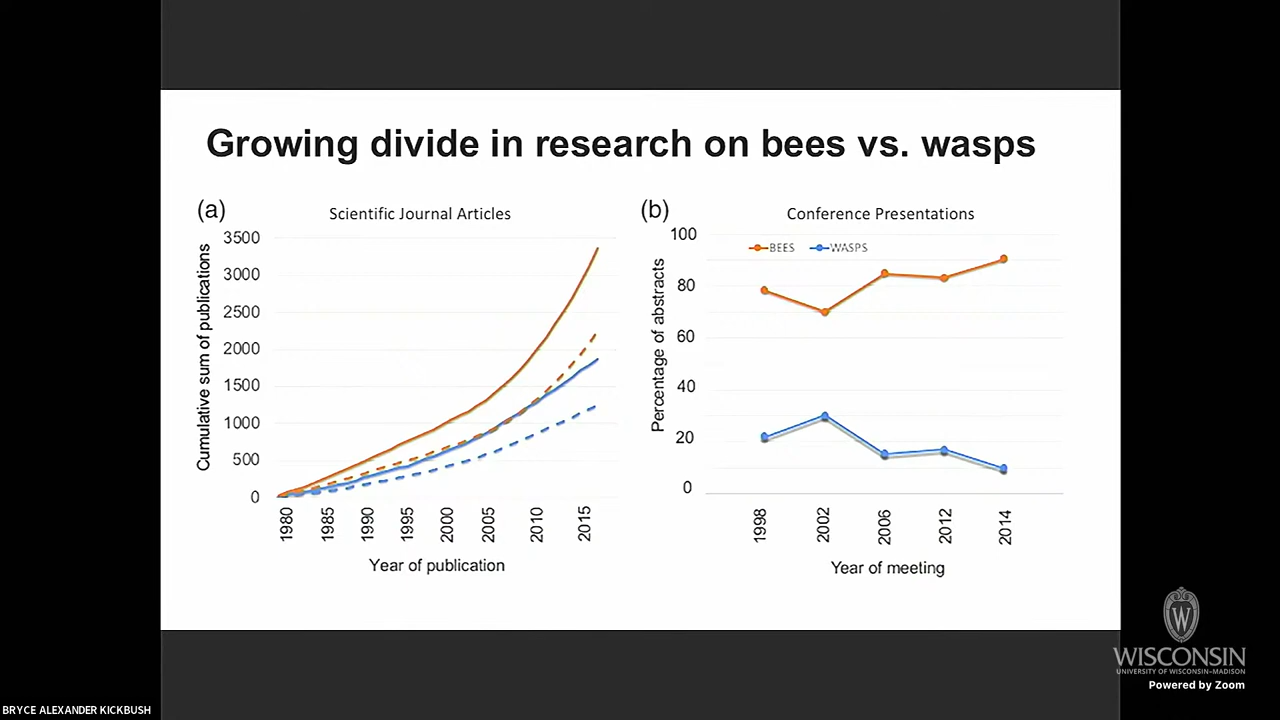 Growing divide in research on bees vs. wasps
(a)
Scientific Journal Articles
3500
3000
2500
2000
1500
1000
500
0
Cumulative sum of publications
1980
1985
1990
1995
2000
2005
2010
2015
Year of publication
(b)
Conference Presentations
BEES
WASPS
100
80
60
40
20
0
Percentage of abstracts
1998
2002
2006
2012
2014
Year of meeting
W
WISCONSIN
UNIVERSITY OF WISCONSIN–MADISON
Powered by Zoom
BRYCE ALEXANDER KICKBUSH